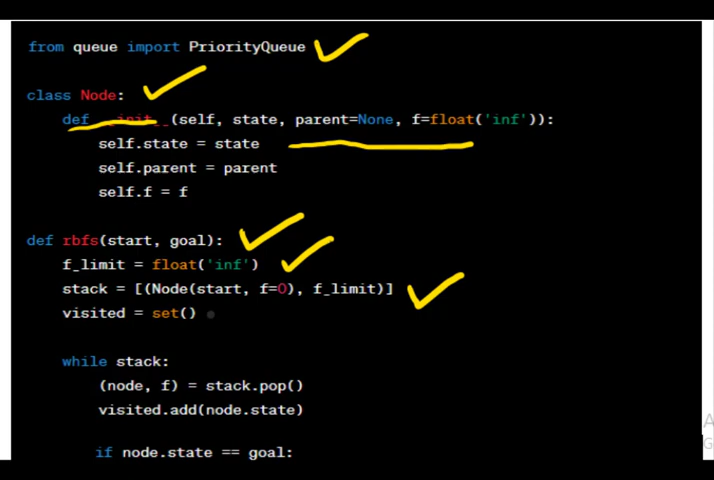 from queue import PriorityQueue
class Node:
def __init__(self, state, parent=None, f=float('inf')):
self.state = state
self.parent = parent
self.f = f
def rbfs(start, goal):
f_limit = float('inf')
stack = [(Node(start, f=0), f_limit)]
visited = set()
while stack:
(node, f) = stack.pop()
visited.add(node.state)
if node.state == goal: